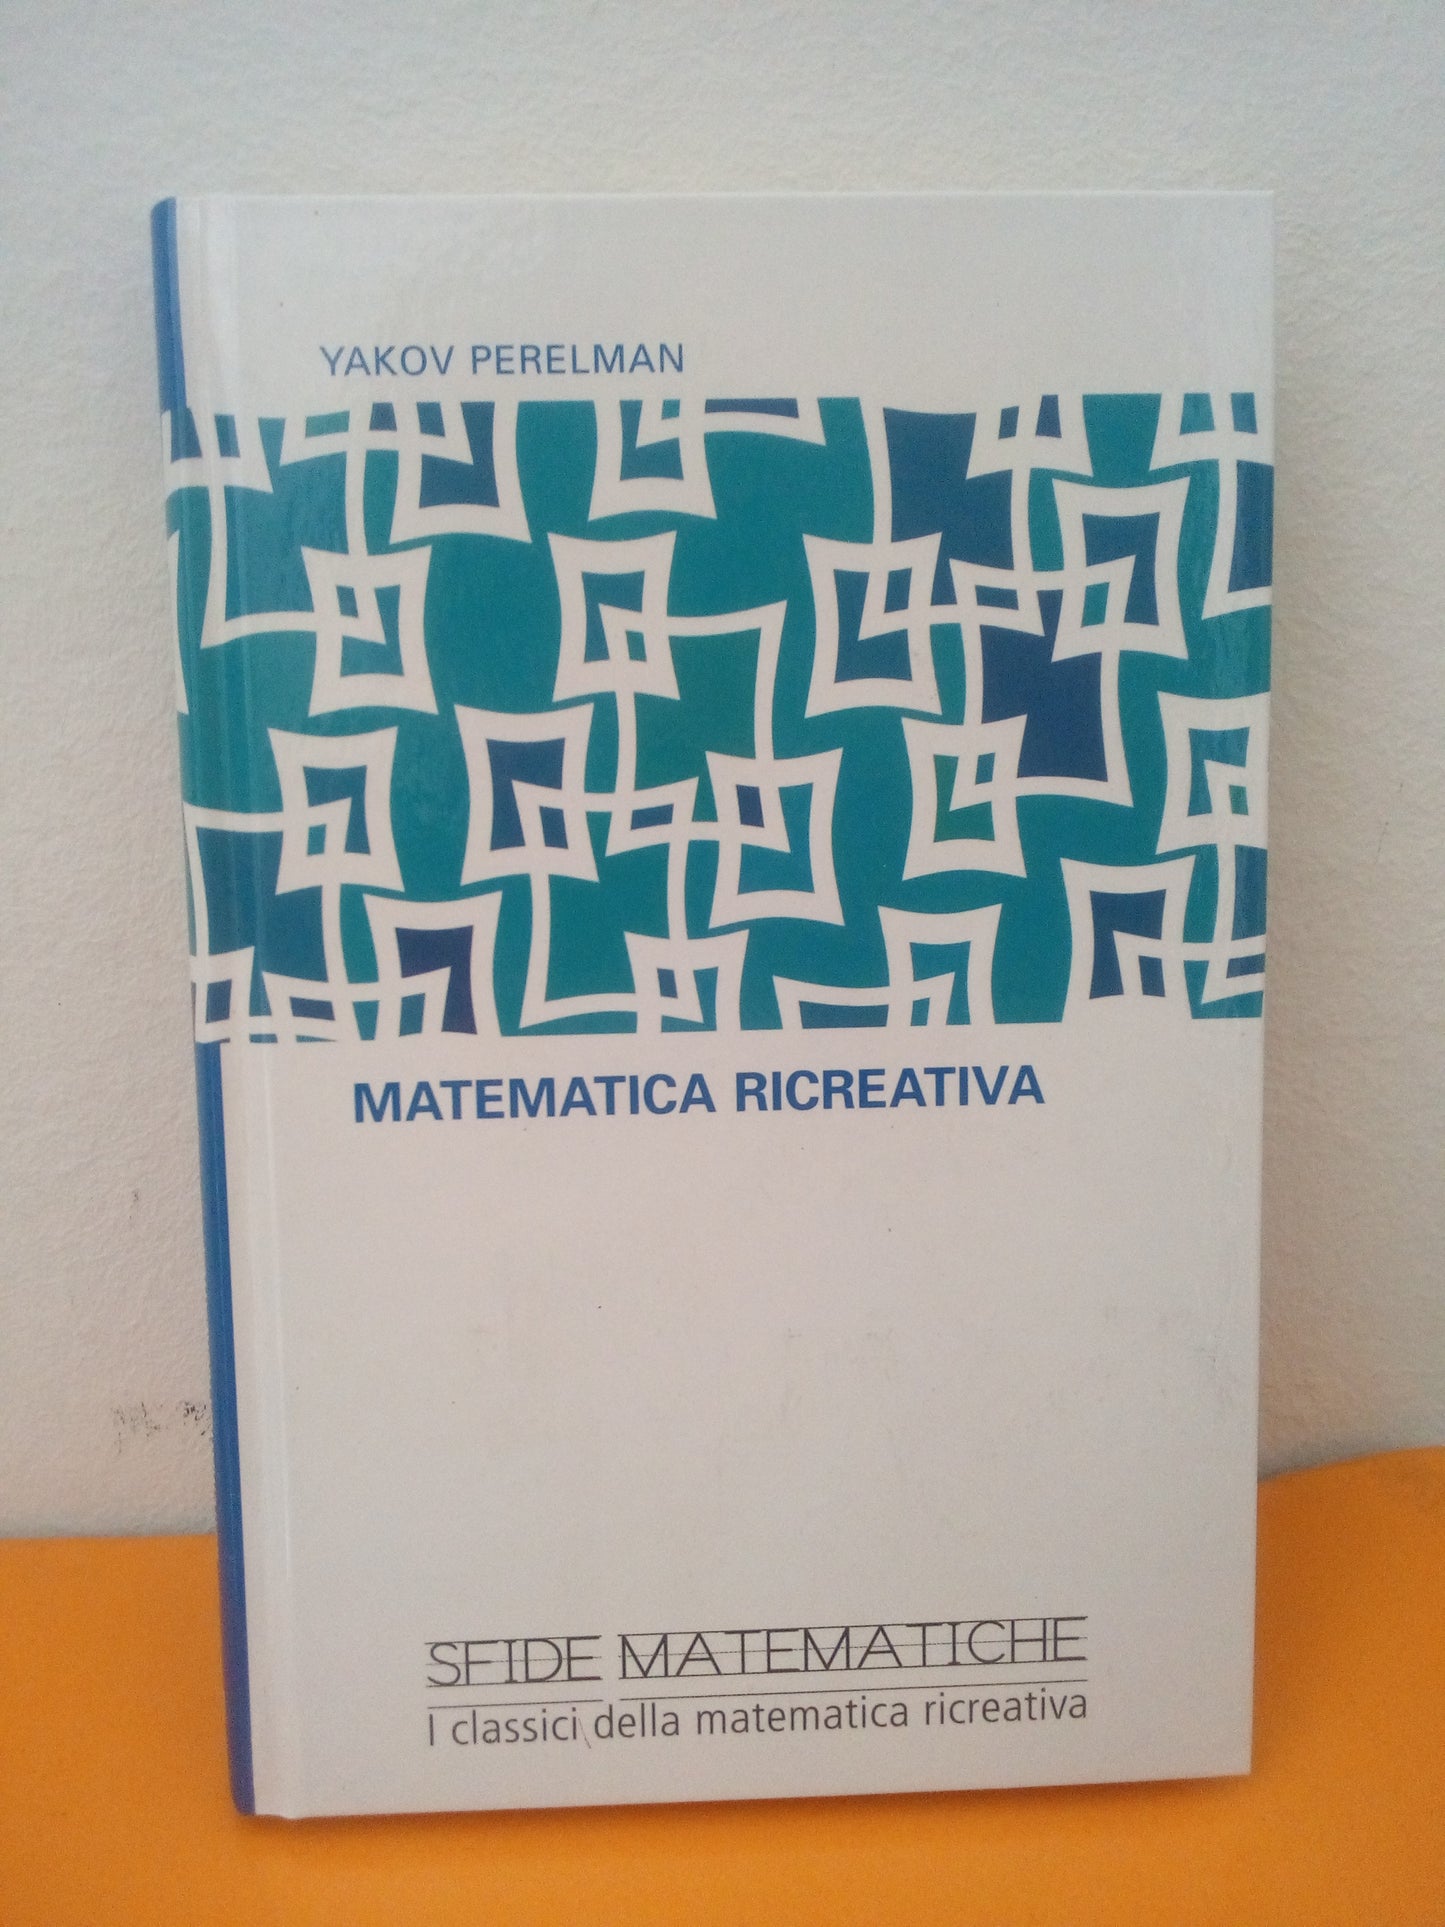 YAKOV PERELMAN
MATEMATICA RICREATIVA
SFIDE MATEMATICHE
I classici della matematica ricreativa